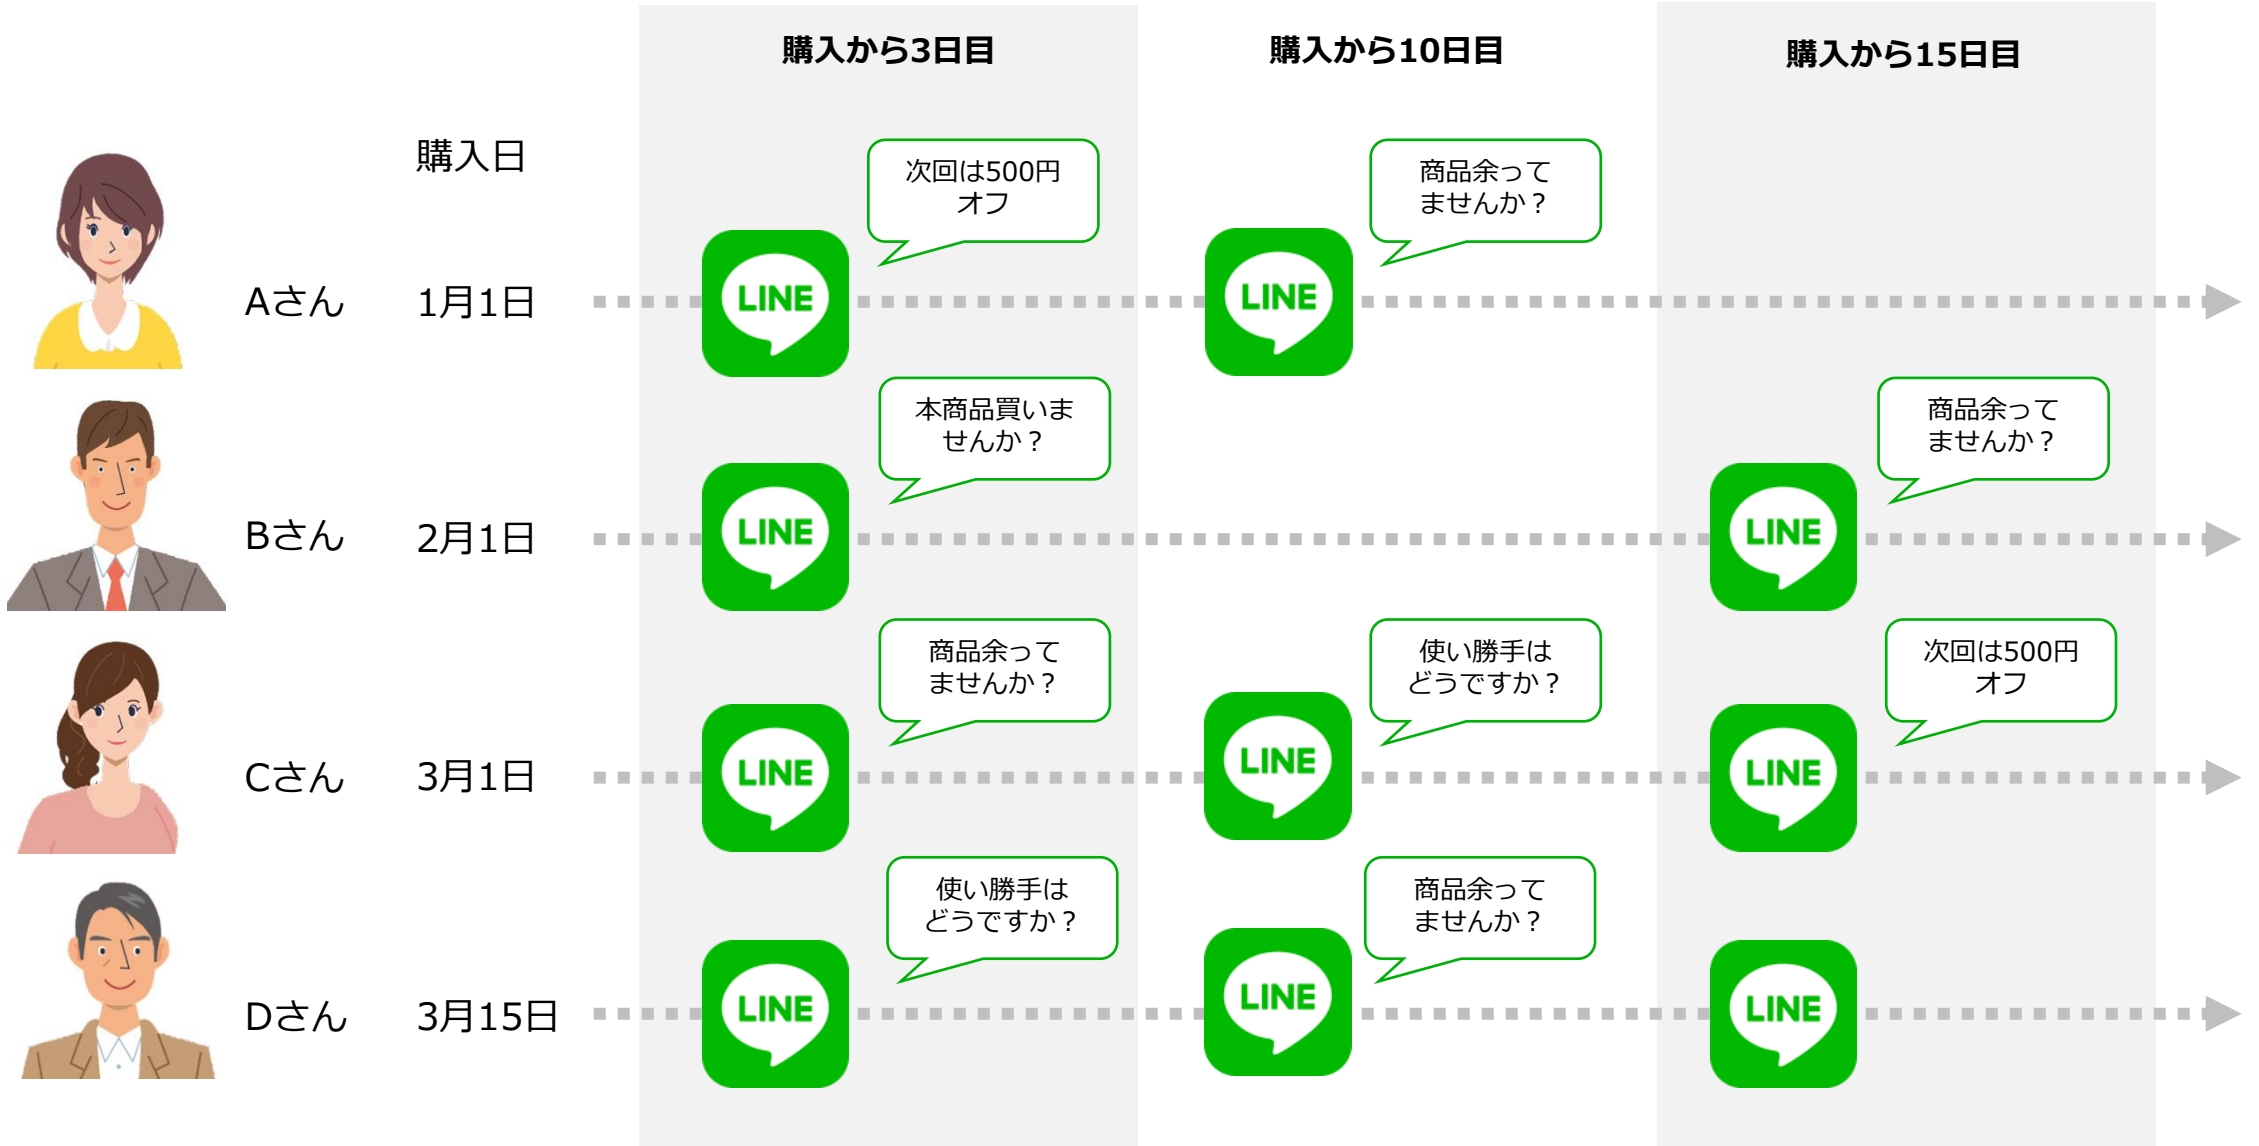 購入から3日目
購入から10日目
購入から15日目
購入日
次回は500円
オフ
商品余って
ませんか？
Aさん
1月1日
LINE
LINE
本商品買いま
せんか？
商品余って
ませんか？
Bさん
2月1日
LINE
LINE
商品余って
ませんか？
使い勝手は
どうですか？
次回は500円
オフ
Cさん
3月1日
LINE
LINE
LINE
使い勝手は
どうですか？
商品余って
ませんか？
Dさん
3月15日
LINE
LINE
LINE